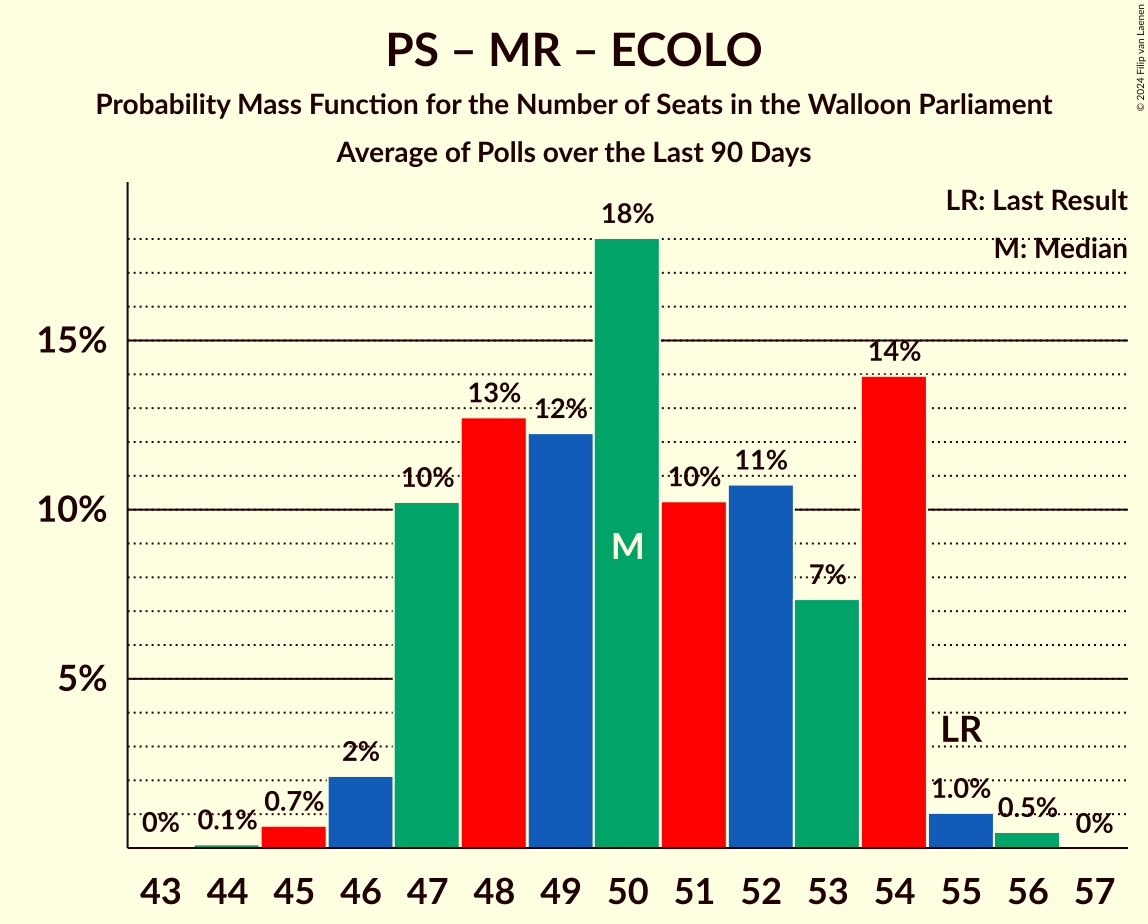 PS – MR – ECOLO
Probability Mass Function for the Number of Seats in the Walloon Parliament
Average of Polls over the Last 90 Days
© 2024 Filip van Laenen
LR: Last Result
M: Median
15%
10%
5%
0%
0.1%
0.7%
2%
10%
13%
12%
18%
10%
11%
7%
14%
1.0%
0.5%
0%
M
LR
43 44 45 46 47 48 49 50 51 52 53 54 55 56 57